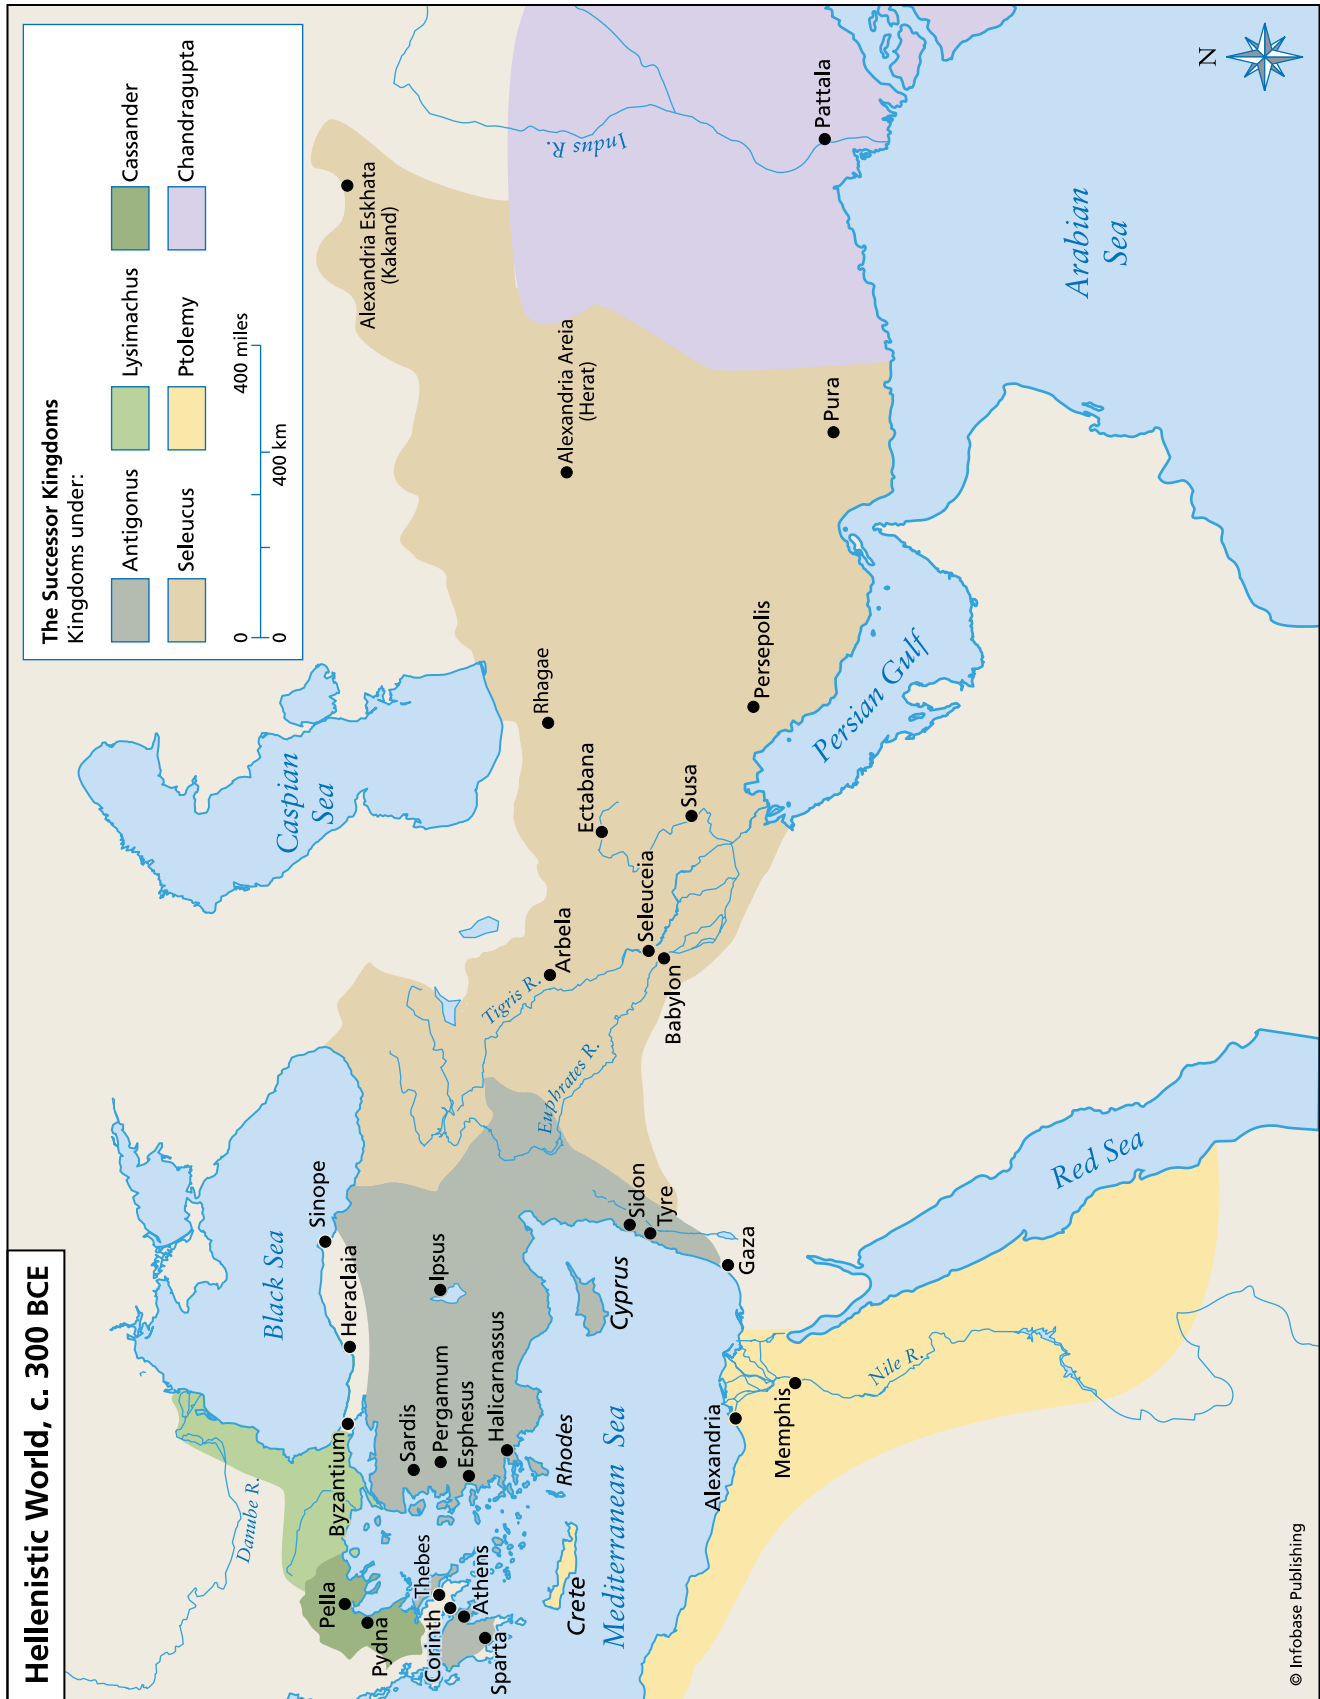 Hellenistic World, c. 300 BCE
The Successor Kingdoms
Kingdoms under:
Antigonus
Lysimachus
Cassander
Seleucus
Ptolemy
Chandragupta
0
400 miles
0
400 km
N
Danube R.
Black Sea
Caspian
Sea
Pella
Pydna
Byzantium
Heraclaia
Sinope
Thebes
Corinth
Athens
Sparta
Sardis
Pergamum
Esphesus
Halicarnassus
Ipsus
Rhodes
Crete
Cyprus
Mediterranean Sea
Sidon
Tyre
Gaza
Alexandria
Memphis
Nile R.
Red Sea
Tigris R.
Euphrates R.
Arbela
Seleuceia
Babylon
Ectabana
Susa
Rhagae
Persepolis
Persian Gulf
Alexandria Areia
(Herat)
Alexandria Eskhata
(Kakand)
Pura
Indus R.
Pattala
Arabian
Sea
© Infobase Publishing